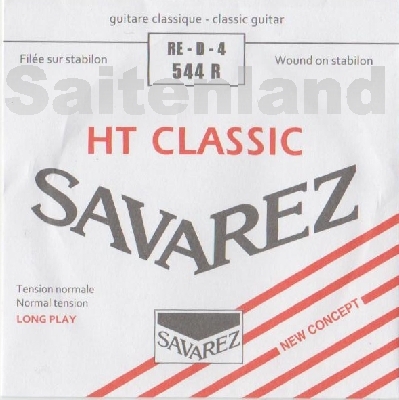 guitare classique - classic guitar
RE - D - 4
544 R
Filée sur stabilon
Wound on stabilon
Saitenland
HT CLASSIC
SAVAREZ
Tension normale
Normal tension
LONG PLAY
SAVAREZ
NEW CONCEPT